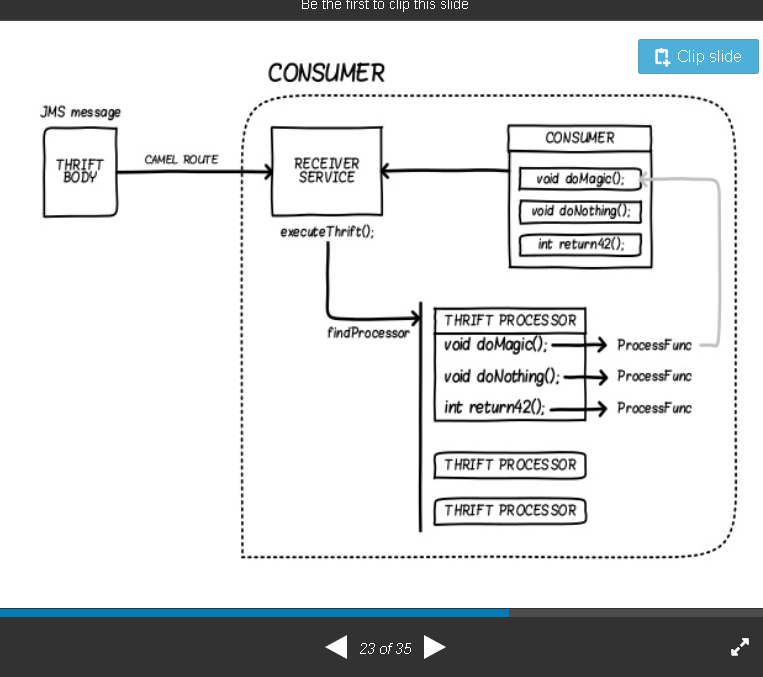 Be the first to clip this slide
Clip slide
CONSUMER
JMS message
THRIFT
BODY
CAMEL ROUTE
RECEIVER
SERVICE
executeThrift();
CONSUMER
void doMagic();
void doNothing();
int return42();
findProcessor
THRIFT PROCESSOR
void doMagic();
ProcessFunc
void doNothing();
ProcessFunc
int return42();
ProcessFunc
THRIFT PROCESSOR
THRIFT PROCESSOR
23 of 35